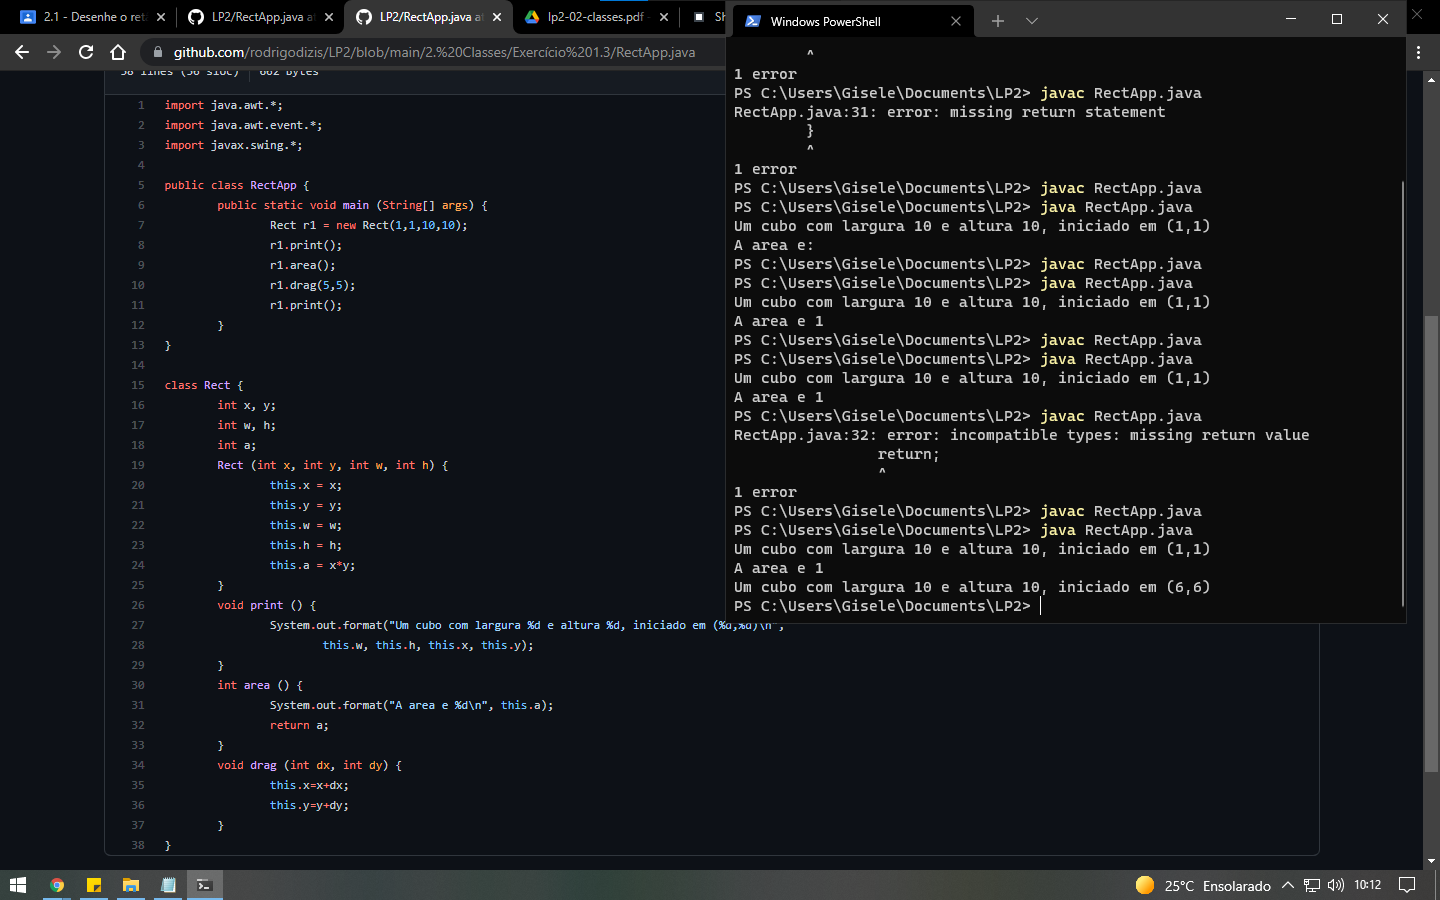 2.1 - Desenhe o ret
LP2/RectApp.java a
LP2/RectApp.java a
lp2-02-classes.pdf
Sh
github.com/rodrigodizis/LP2/blob/main/2.%20Classes/Exercício%201.3/RectApp.java
1 import java.awt.*;
2 import java.awt.event.*;
3 import javax.swing.*;
4
5 public class RectApp {
6 public static void main (String[] args) {
7 Rect r1 = new Rect(1,1,10,10);
8 r1.print();
9 r1.area();
10 r1.drag(5,5);
11 r1.print();
12 }
13 }
14
15 class Rect {
16 int x, y;
17 int w, h;
18 int a;
19 Rect (int x, int y, int w, int h) {
20 this.x = x;
21 this.y = y;
22 this.w = w;
23 this.h = h;
24 this.a = x*y;
25 }
26 void print () {
27 System.out.format("Um cubo com largura %d e altura %d, iniciado em (%d,%d)\n",
28 this.w, this.h, this.x, this.y);
29 }
30 int area () {
31 System.out.format("A area e %d\n", this.a);
32 return a;
33 }
34 void drag (int dx, int dy) {
35 this.x=x+dx;
36 this.y=y+dy;
37 }
38 }
Windows PowerShell
^
1 error
PS C:\Users\Gisele\Documents\LP2> javac RectApp.java
RectApp.java:31: error: missing return statement
}
^
1 error
PS C:\Users\Gisele\Documents\LP2> javac RectApp.java
PS C:\Users\Gisele\Documents\LP2> java RectApp.java
Um cubo com largura 10 e altura 10, iniciado em (1,1)
A area e:
PS C:\Users\Gisele\Documents\LP2> javac RectApp.java
PS C:\Users\Gisele\Documents\LP2> java RectApp.java
Um cubo com largura 10 e altura 10, iniciado em (1,1)
A area e 1
PS C:\Users\Gisele\Documents\LP2> javac RectApp.java
PS C:\Users\Gisele\Documents\LP2> java RectApp.java
Um cubo com largura 10 e altura 10, iniciado em (1,1)
A area e 1
PS C:\Users\Gisele\Documents\LP2> javac RectApp.java
RectApp.java:32: error: incompatible types: missing return value
return;
^
1 error
PS C:\Users\Gisele\Documents\LP2> javac RectApp.java
PS C:\Users\Gisele\Documents\LP2> java RectApp.java
Um cubo com largura 10 e altura 10, iniciado em (1,1)
A area e 1
Um cubo com largura 10 e altura 10, iniciado em (6,6)
PS C:\Users\Gisele\Documents\LP2>
25°C Ensolarado
10:12